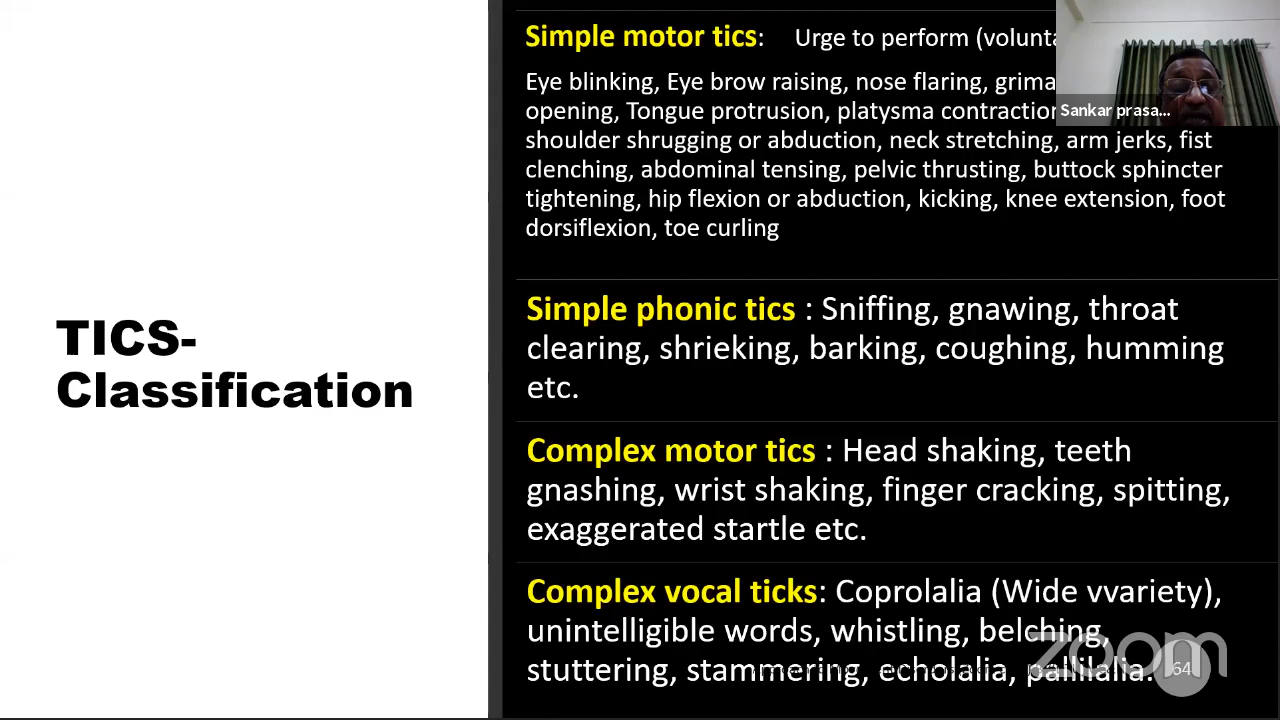 TICS-
Classification
Simple motor tics: Urge to perform (volunta
Eye blinking, Eye brow raising, nose flaring, grima
opening, Tongue protrusion, platysma contraction
shoulder shrugging or abduction, neck stretching, arm jerks, fist
clenching, abdominal tensing, pelvic thrusting, buttock sphincter
tightening, hip flexion or abduction, kicking, knee extension, foot
dorsiflexion, toe curling
Sankar prasa...
Simple phonic tics : Sniffing, gnawing, throat
clearing, shrieking, barking, coughing, humming
etc.
Complex motor tics : Head shaking, teeth
gnashing, wrist shaking, finger cracking, spitting,
exaggerated startle etc.
Complex vocal ticks: Coprolalia (Wide vvariety),
unintelligible words, whistling, belching,
stuttering, stammering, echolalia, pallilalia.
zoom
64